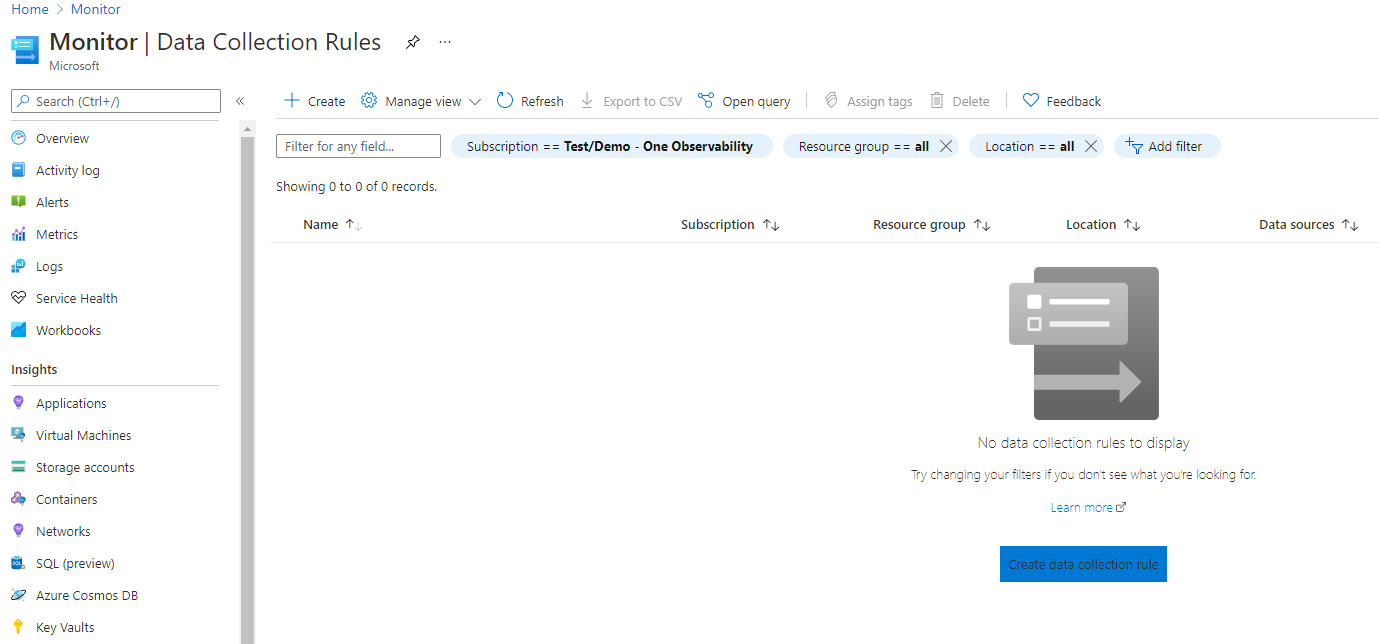 Home > Monitor
Monitor | Data Collection Rules ...
Microsoft
Search (Ctrl+/)
«
Overview
Activity log
Alerts
Metrics
Logs
Service Health
Workbooks
Insights
Applications
Virtual Machines
Storage accounts
Containers
Networks
SQL (preview)
Azure Cosmos DB
Key Vaults
Create Manage view Refresh Export to CSV Open query Assign tags Delete Feedback
Filter for any field... Subscription == Test/Demo - One Observability Resource group == all Location == all Add filter
Showing 0 to 0 of 0 records.
Name Subscription Resource group Location Data sources
No data collection rules to display
Try changing your filters if you don't see what you're looking for.
Learn more
Create data collection rule